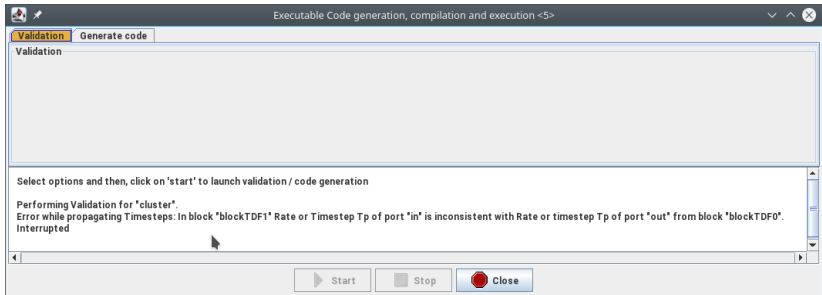 Executable Code generation, compilation and execution <5>
Validation Generate code
Validation
Select options and then, click on 'start' to launch validation / code generation
Performing Validation for "cluster".
Error while propagating Timesteps: In block "blockTDF1" Rate or Timestep Tp of port "in" is inconsistent with Rate or timestep Tp of port "out" from block "blockTDF0".
Interrupted
Start Stop Close